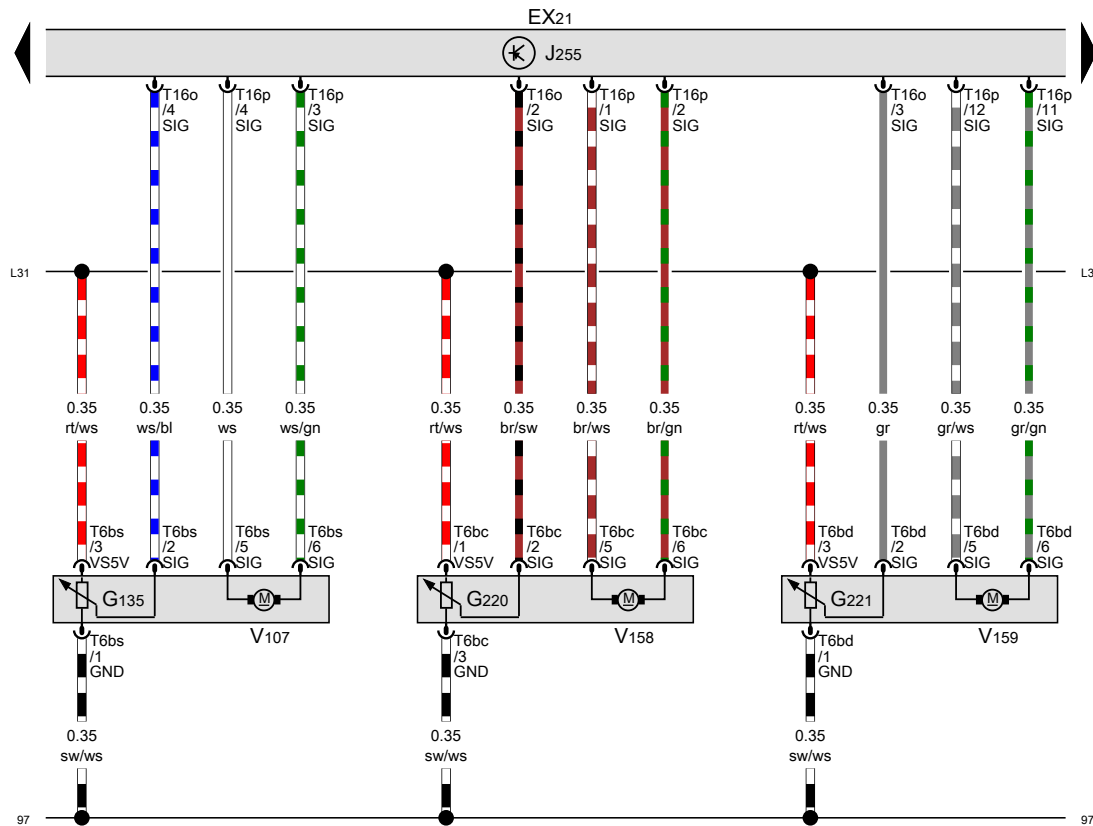 EX21
J255
T16o
/4
SIG
T16p
/4
SIG
T16p
/3
SIG
T16o
/2
SIG
T16p
/1
SIG
T16p
/2
SIG
T16o
/3
SIG
T16p
/12
SIG
T16p
/11
SIG
L31
L3
0.35
rt/ws
0.35
ws/bl
0.35
ws
0.35
ws/gn
0.35
rt/ws
0.35
br/sw
0.35
br/ws
0.35
br/gn
0.35
rt/ws
0.35
gr
0.35
gr/ws
0.35
gr/gn
T6bs
/3
VS5V
T6bs
/2
SIG
T6bs
/5
SIG
T6bs
/6
SIG
T6bc
/1
VS5V
T6bc
/2
SIG
T6bc
/5
SIG
T6bc
/6
SIG
T6bd
/3
VS5V
T6bd
/2
SIG
T6bd
/5
SIG
T6bd
/6
SIG
G135
M
G220
M
G221
M
V107
V158
V159
T6bs
/1
GND
T6bc
/3
GND
T6bd
/1
GND
0.35
sw/ws
0.35
sw/ws
0.35
sw/ws
97
97